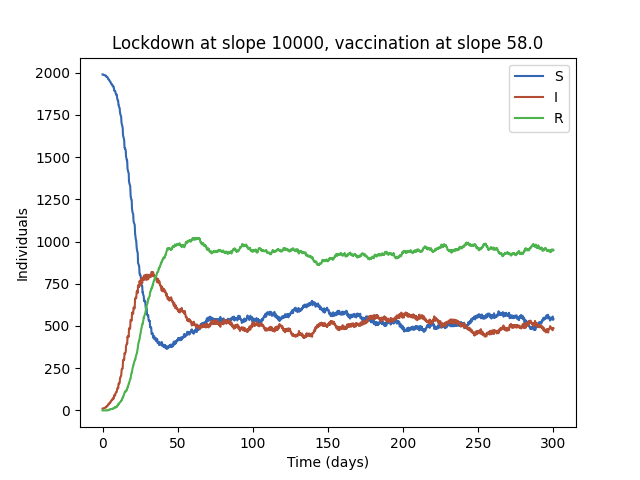 Lockdown at slope 10000, vaccination at slope 58.0
S
I
R
2000
1750
1500
1250
1000
750
500
250
0
Individuals
0 50 100 150 200 250 300
Time (days)